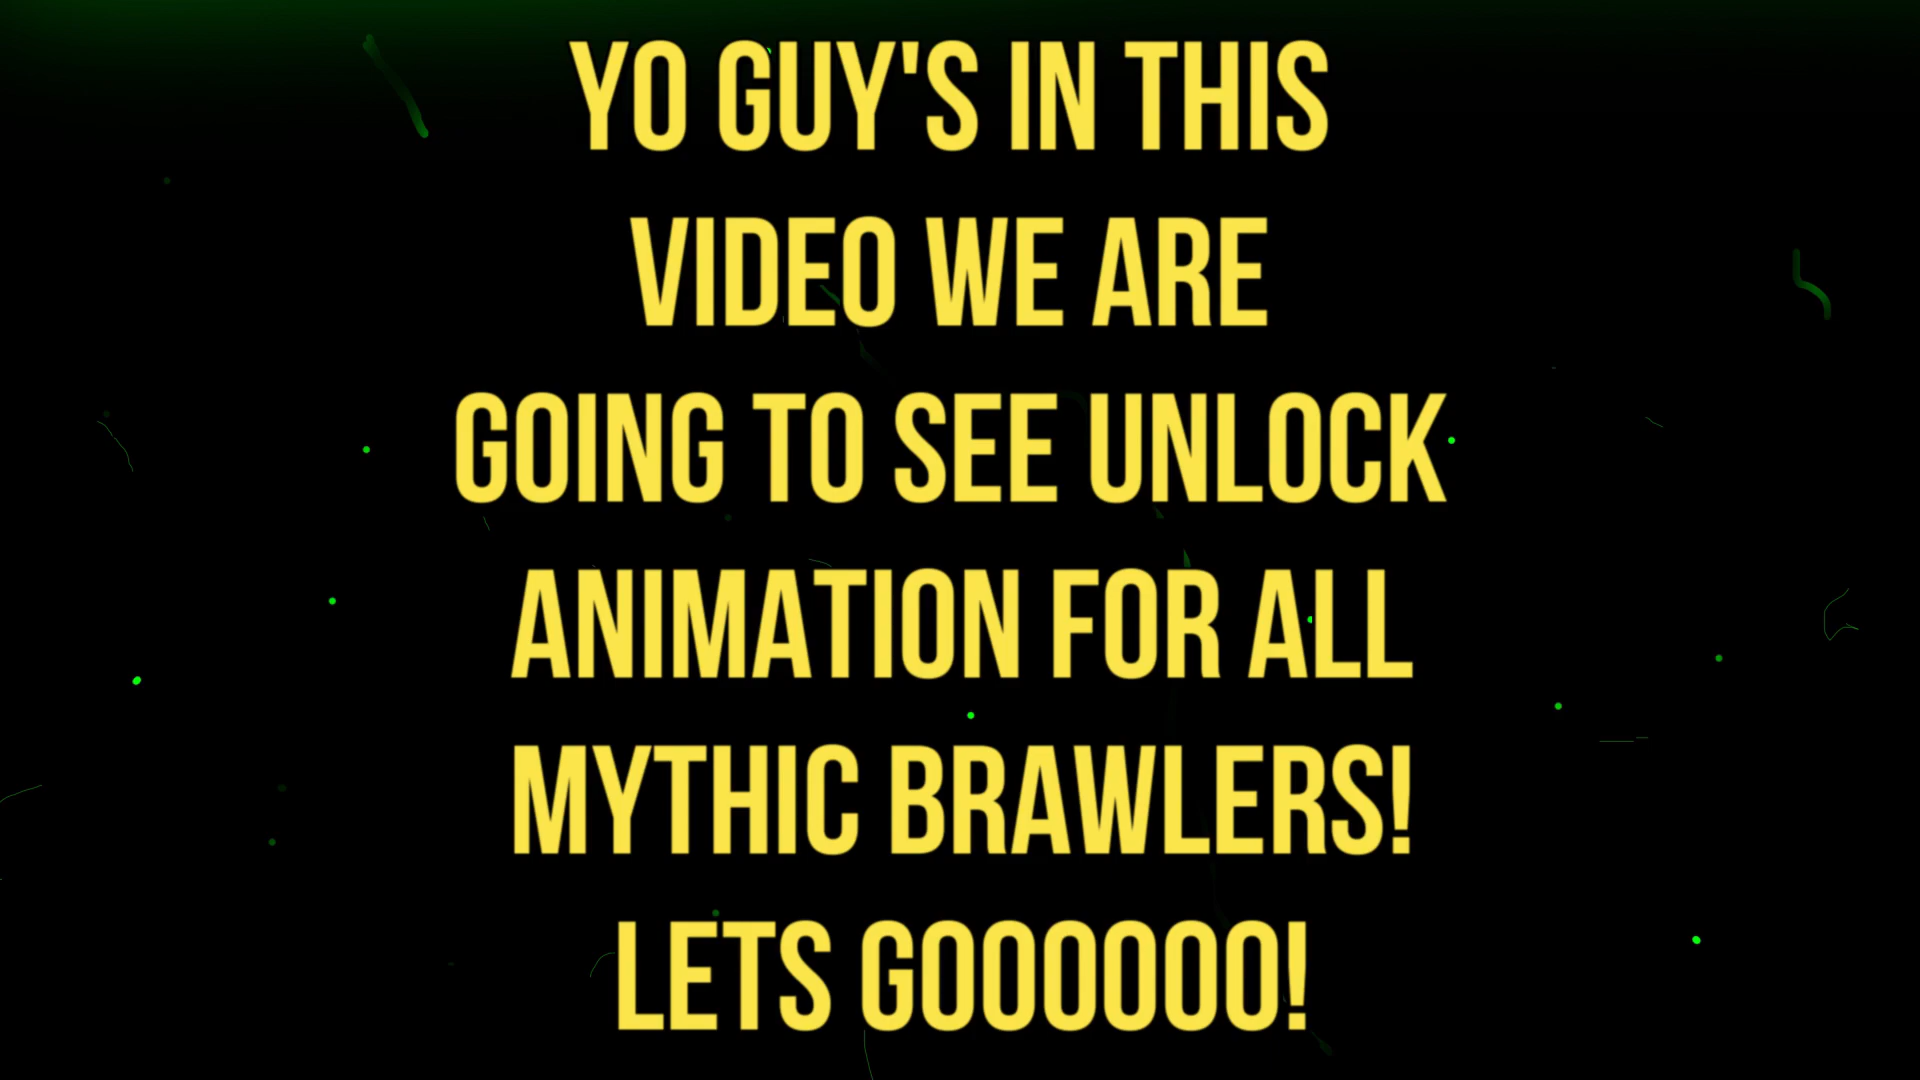 YO GUY'S IN THIS
VIDEO WE ARE
GOING TO SEE UNLOCK
ANIMATION FOR ALL
MYTHIC BRAWLERS!
LETS GOOOOOO!